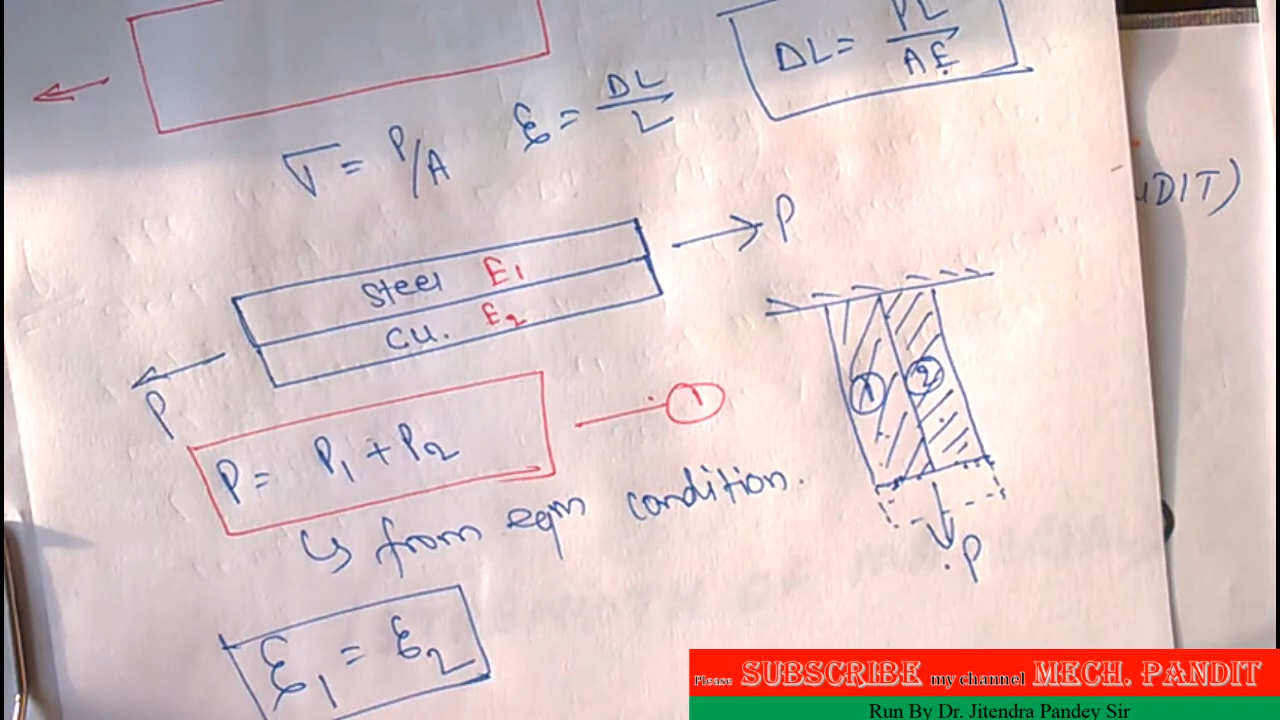 ΔL = PL/AE
ε = ΔL/L
σ = P/A
P
Steel E1
CU. E2
P
P = P1 + P2
1
↳ from eqm condition.
1 2
P
ε1 = ε2
DIT)
Please SUBSCRIBE my channel MECH. PANDIT
Run By Dr. Jitendra Pandey Sir